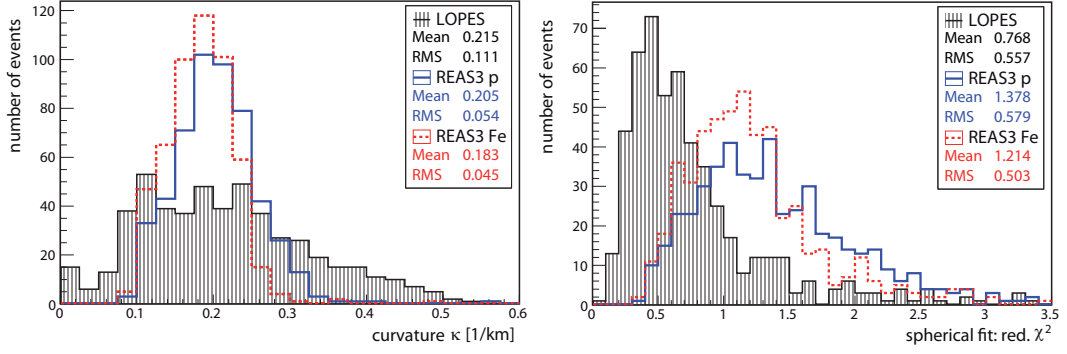 number of events
120
100
80
60
40
20
0
0 0.1 0.2 0.3 0.4 0.5 0.6
curvature κ [1/km]
LOPES
Mean 0.215
RMS 0.111
REAS3 p
Mean 0.205
RMS 0.054
REAS3 Fe
Mean 0.183
RMS 0.045
number of events
70
60
50
40
30
20
10
0
0 0.5 1 1.5 2 2.5 3 3.5
spherical fit: red. χ²
LOPES
Mean 0.768
RMS 0.557
REAS3 p
Mean 1.378
RMS 0.579
REAS3 Fe
Mean 1.214
RMS 0.503